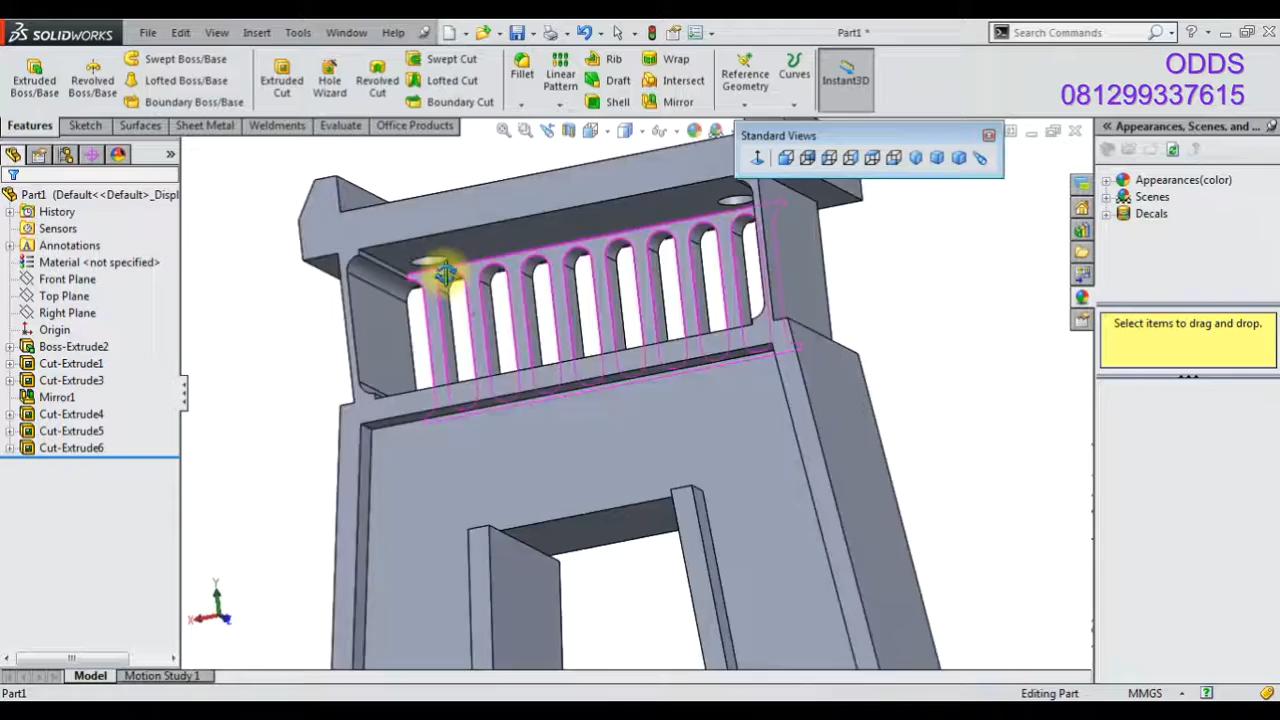 SOLIDWORKS File Edit View Insert Tools Window Help Part1 * Search Commands
ODDS
081299337615
Extruded Boss/Base Revolved Boss/Base Swept Boss/Base Lofted Boss/Base Boundary Boss/Base Extruded Cut Hole Wizard Revolved Cut Swept Cut Lofted Cut Boundary Cut Fillet Linear Pattern Rib Draft Shell Wrap Intersect Mirror Reference Geometry Curves Instant3D
Features Sketch Surfaces Sheet Metal Weldments Evaluate Office Products
Standard Views
Appearances, Scenes, and...
Part1 (Default<<Default>_Displ
History
Sensors
Annotations
Material <not specified>
Front Plane
Top Plane
Right Plane
Origin
Boss-Extrude2
Cut-Extrude1
Cut-Extrude3
Mirror1
Cut-Extrude4
Cut-Extrude5
Cut-Extrude6
Appearances(color)
Scenes
Decals
Select items to drag and drop.
Y
X
Z
Model Motion Study 1
Part1 Editing Part MMGS